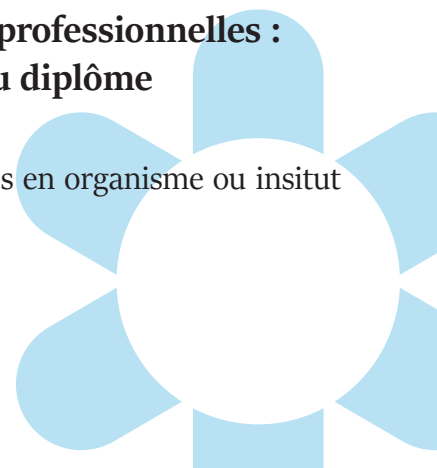 professionnelles :
u diplôme
s en organisme ou insitut